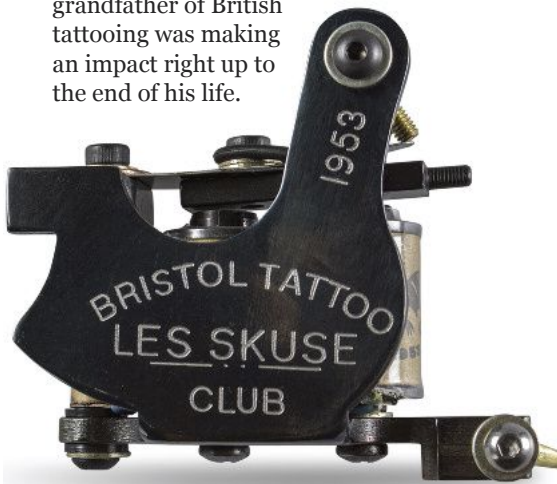 grandfather of British
tattooing was making
an impact right up to
the end of his life.
1953
BRISTOL TATTOO
LES SKUSE
CLUB